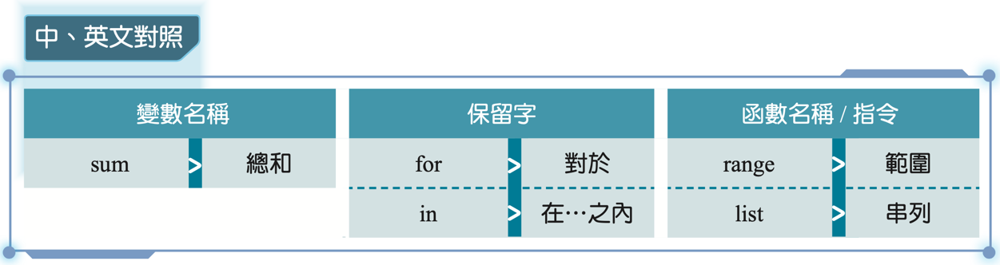 中、英文對照
變數名稱 保留字 函數名稱 / 指令
sum > 總和 for > 對於 range > 範圍
in > 在…之內 list > 串列